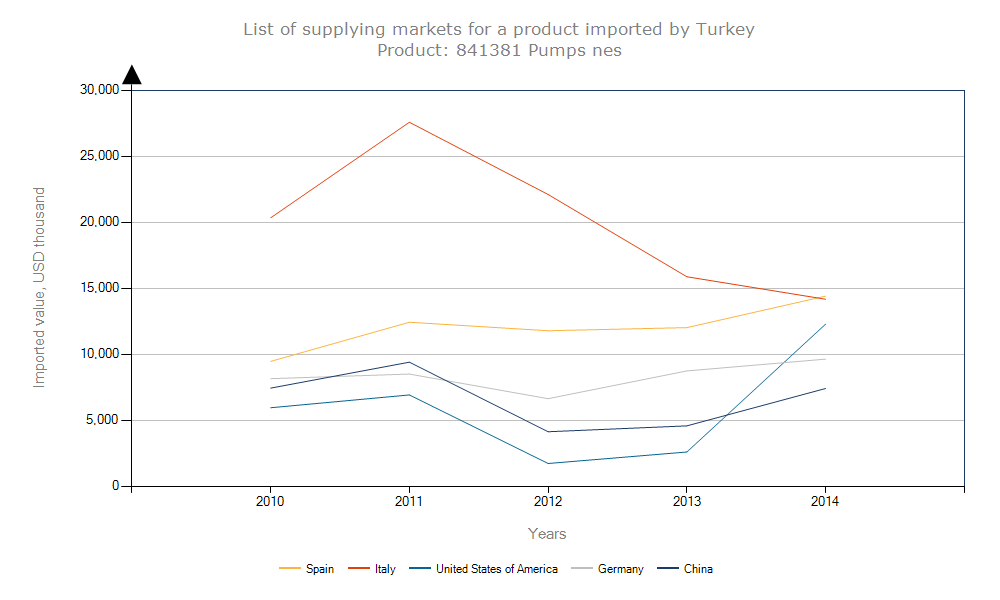 List of supplying markets for a product imported by Turkey
Product: 841381 Pumps nes
30,000
25,000
20,000
15,000
10,000
5,000
0
Imported value, USD thousand
2010 2011 2012 2013 2014
Years
Spain Italy United States of America Germany China